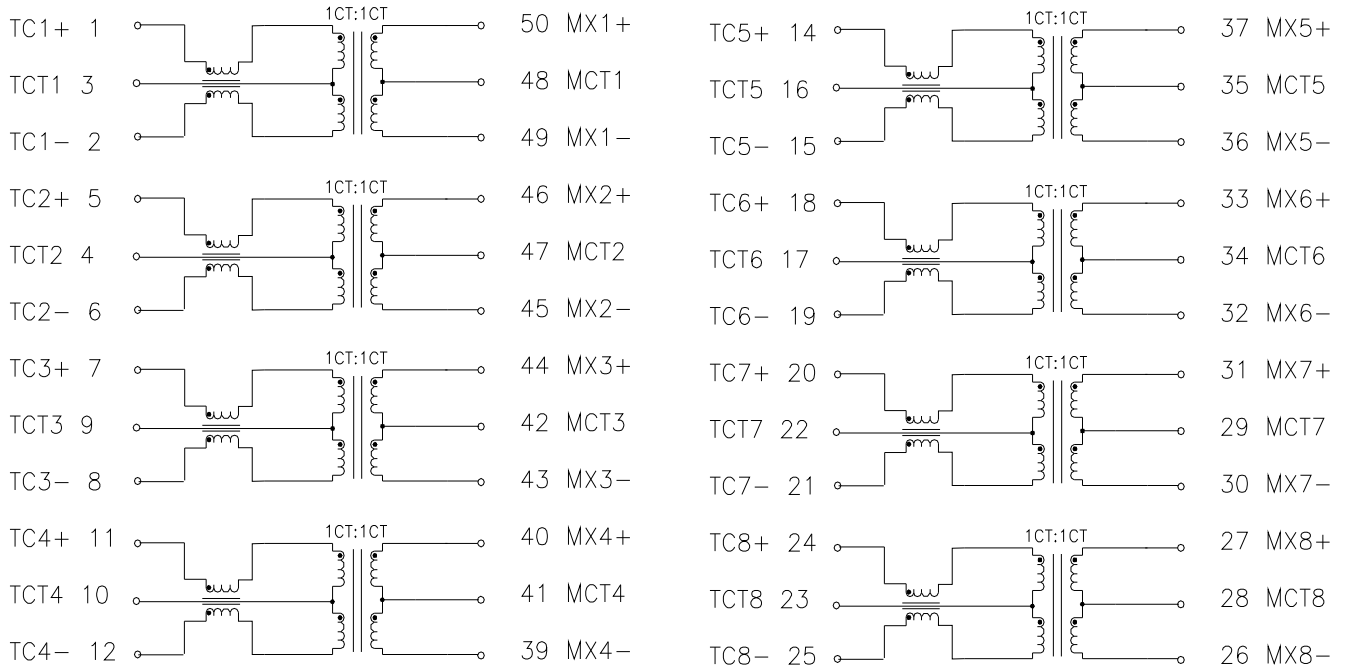 1CT:1CT
TC1+ 1
50 MX1+
TCT1 3
48 MCT1
TC1− 2
49 MX1−
1CT:1CT
TC2+ 5
46 MX2+
TCT2 4
47 MCT2
TC2− 6
45 MX2−
1CT:1CT
TC3+ 7
44 MX3+
TCT3 9
42 MCT3
TC3− 8
43 MX3−
1CT:1CT
TC4+ 11
40 MX4+
TCT4 10
41 MCT4
TC4− 12
39 MX4−
1CT:1CT
TC5+ 14
37 MX5+
TCT5 16
35 MCT5
TC5− 15
36 MX5−
1CT:1CT
TC6+ 18
33 MX6+
TCT6 17
34 MCT6
TC6− 19
32 MX6−
1CT:1CT
TC7+ 20
31 MX7+
TCT7 22
29 MCT7
TC7− 21
30 MX7−
1CT:1CT
TC8+ 24
27 MX8+
TCT8 23
28 MCT8
TC8− 25
26 MX8−